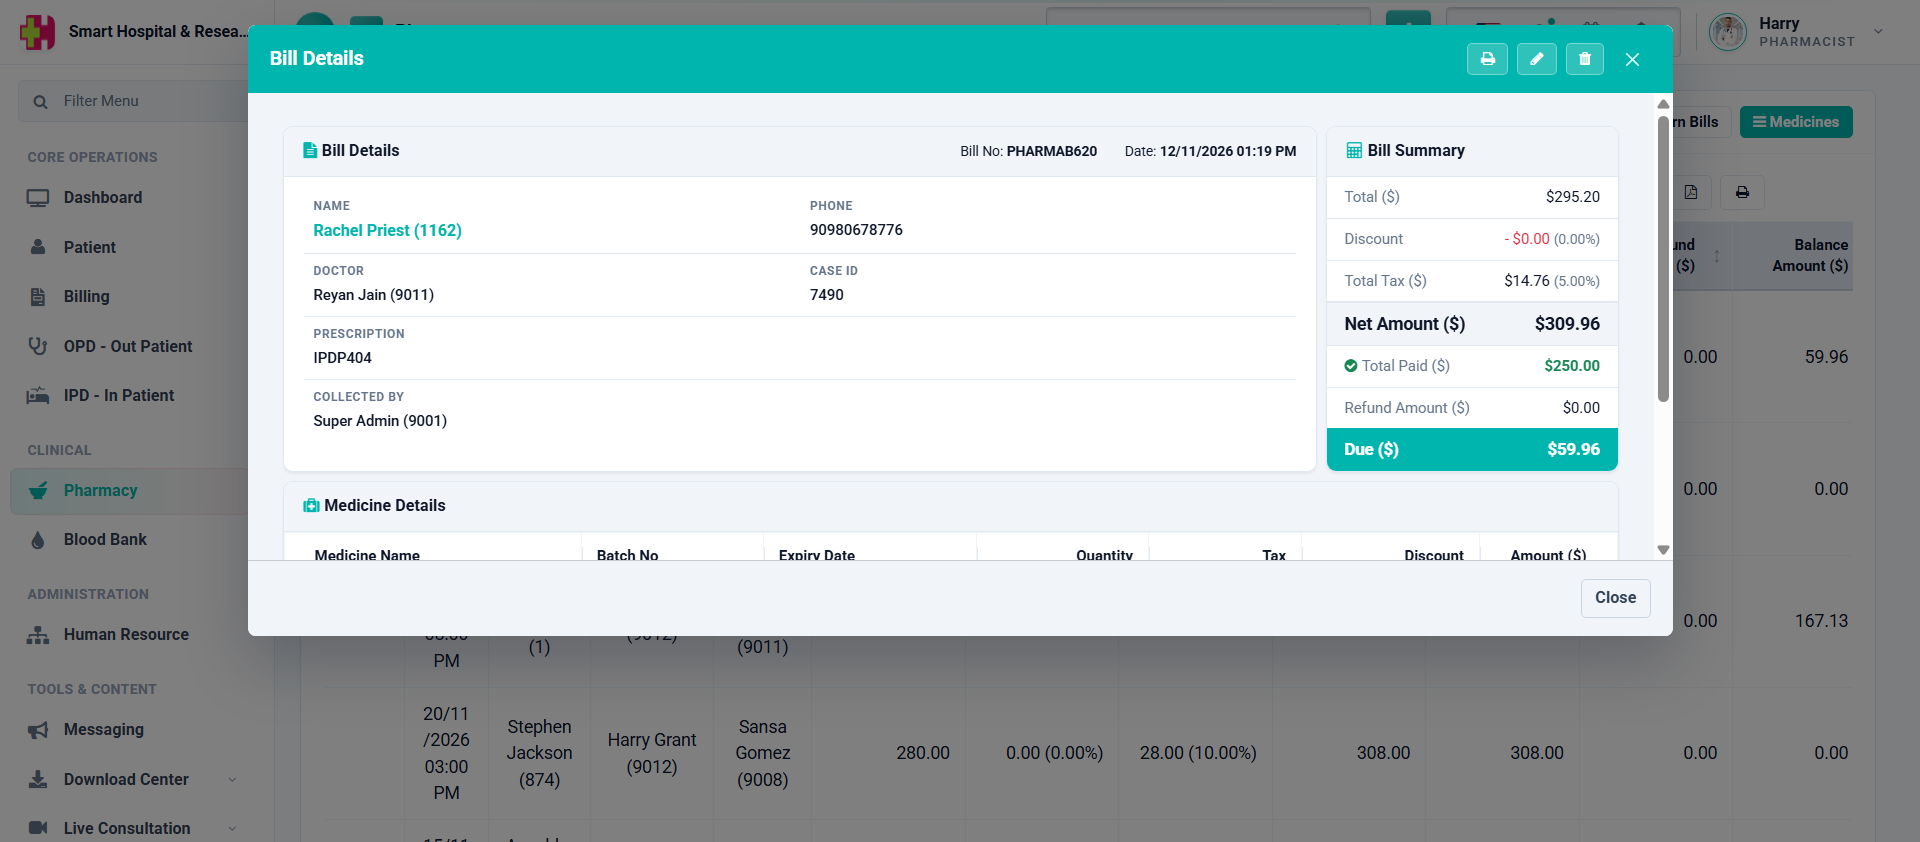 Smart Hospital & Resea...
Harry
PHARMACIST
Bill Details
Filter Menu
rn Bills
Medicines
CORE OPERATIONS
Dashboard
Patient
Billing
OPD - Out Patient
IPD - In Patient
CLINICAL
Pharmacy
Blood Bank
ADMINISTRATION
Human Resource
TOOLS & CONTENT
Messaging
Download Center
Live Consultation
Bill Details
Bill No: PHARMAB620 Date: 12/11/2026 01:19 PM
NAME PHONE
Rachel Priest (1162) 90980678776
DOCTOR CASE ID
Reyan Jain (9011) 7490
PRESCRIPTION
IPDP404
COLLECTED BY
Super Admin (9001)
Bill Summary
Total ($) $295.20
Discount - $0.00 (0.00%)
Total Tax ($) $14.76 (5.00%)
Net Amount ($) $309.96
Total Paid ($) $250.00
Refund Amount ($) $0.00
Due ($) $59.96
Medicine Details
Medicine Name Batch No Expiry Date Quantity Tax Discount Amount ($)
Close
und Balance
($) Amount ($)
0.00 59.96
0.00 0.00
0.00 167.13
(1) (9011)
PM
20/11
/2026
03:00
PM
Stephen
Jackson
(874)
Harry Grant
(9012)
Sansa
Gomez
(9008)
280.00 0.00 (0.00%) 28.00 (10.00%) 308.00 308.00 0.00 0.00